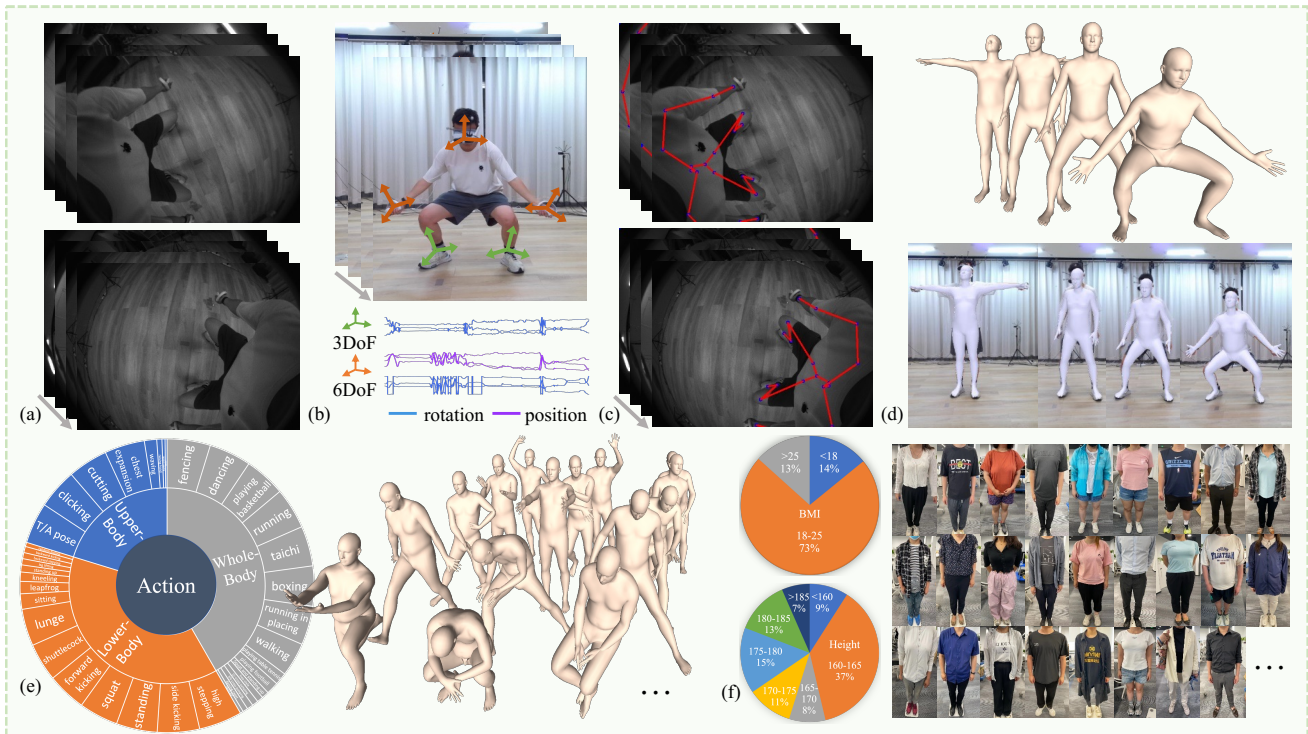 (a)
3DoF
6DoF
rotation
position
(b)
(c)
(d)
Action
Upper-
Body
T/A pose
clicking
cutting
chest
expansion
waving
Whole-
Body
fencing
dancing
playing
basketball
running
taichi
boxing
running in
placing
walking
Lower-
Body
high
stepping
side kicking
standing
squat
forward
kicking
shuttlecock
lunge
sitting
leapfrog
kneeling
(e)
>25
13%
<18
14%
BMI
18-25
73%
>185
7%
<160
9%
180-185
13%
Height
160-165
37%
175-180
15%
170-175
11%
165-
170
8%
(f)